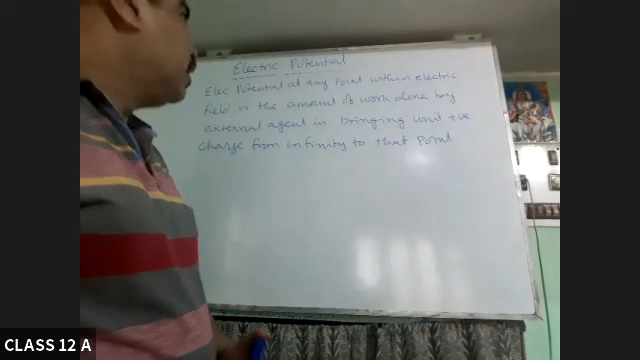 Electric Potential
Elec Potential at any Point within electric
field is the amount of work done by
external agent in bringing unit +ve
charge from infinity to that Point
CLASS 12 A